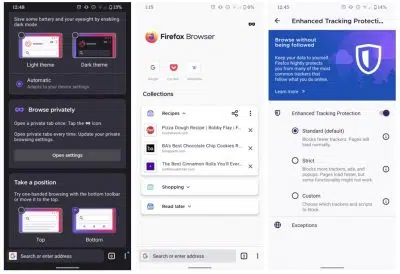 12:48
14%
Save some battery and your eyesight by enabling
dark mode.
Light theme
Dark theme
Automatic
Adapts to your device settings
Browse privately
Open a private tab once: Tap the icon.
Open private tabs every time: Update your private
browsing settings.
Open settings
Take a position
Try one-handed browsing with the bottom toolbar
or move it to the top.
Top
Bottom
Search or enter address
1:15
9%
Firefox Browser
Google
Collections
Recipes
Pizza Dough Recipe | Bobby Flay | F
BA's Best Chocolate Chip Cookies R
The Best Cinnamon Rolls You'll Ever...
Shopping
Read later
Search or enter address
12:45
15%
Enhanced Tracking Protectio...
Browse without
being followed
Keep your data to yourself.
Firefox Nightly protects
you from many of the most
common trackers that
follow what you do online.
Learn more
Enhanced Tracking Protection
Standard (default)
Blocks fewer trackers. Pages will
load normally.
Strict
Blocks more trackers, ads, and
popups. Pages load faster, but
some functionality might not work.
Custom
Choose which trackers and scripts
to block.
Exceptions